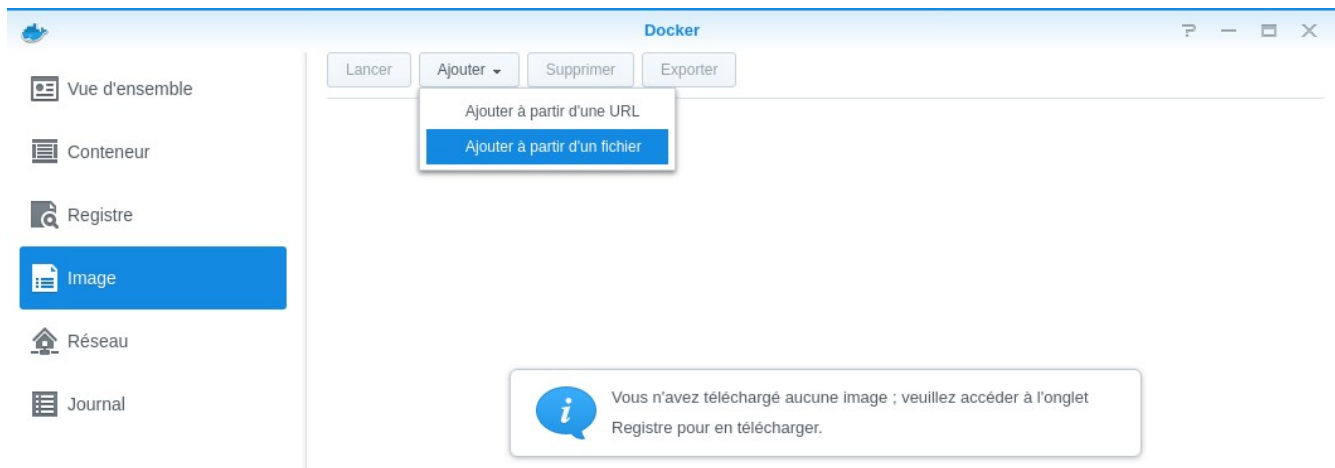 Docker
Lancer Ajouter Supprimer Exporter
Vue d'ensemble
Ajouter à partir d'une URL
Ajouter à partir d'un fichier
Conteneur
Registre
Image
Réseau
Journal
Vous n'avez téléchargé aucune image ; veuillez accéder à l'onglet
Registre pour en télécharger.